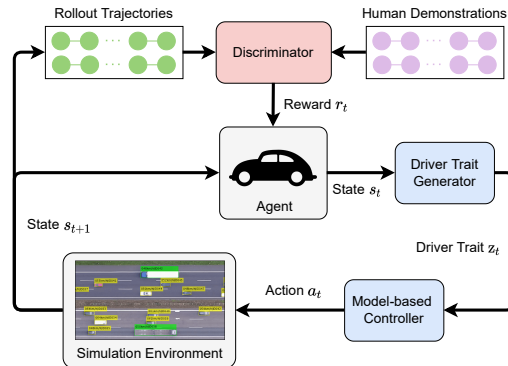 Rollout Trajectories
Human Demonstrations
Discriminator
Reward r_t
Agent
State s_t
Driver Trait
Generator
State s_{t+1}
Driver Trait z_t
Action a_t
Model-based
Controller
Simulation Environment